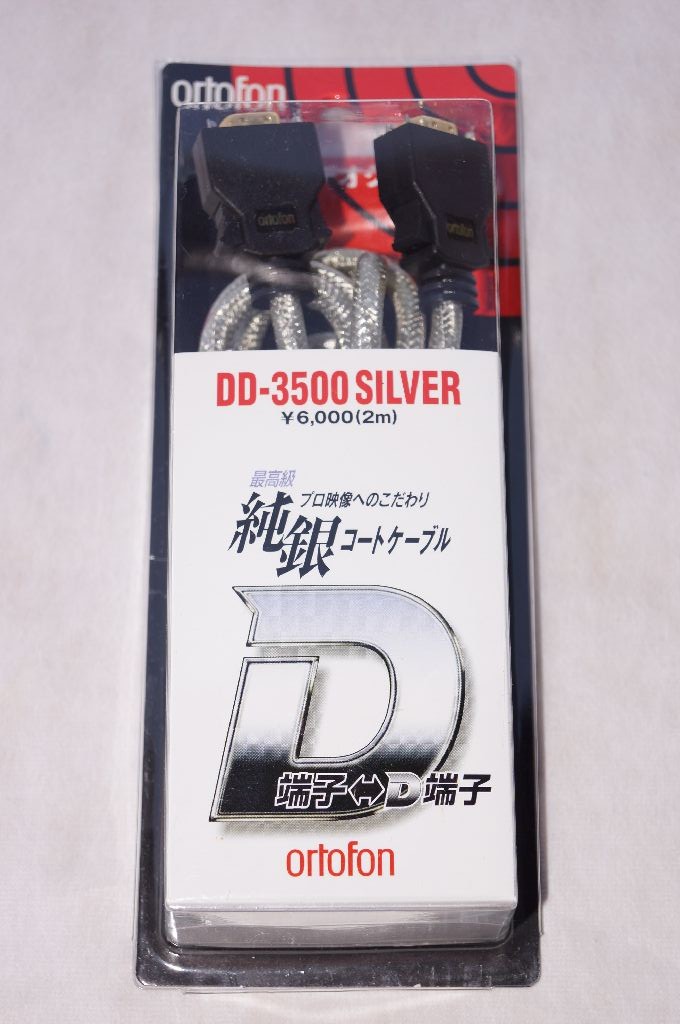 ortofon
オ
ortofon
ortofon
DD-3500 SILVER
¥6,000(2m)
最高級
プロ映像へのこだわり
純銀コートケーブル
D
端子⇔D端子
ortofon